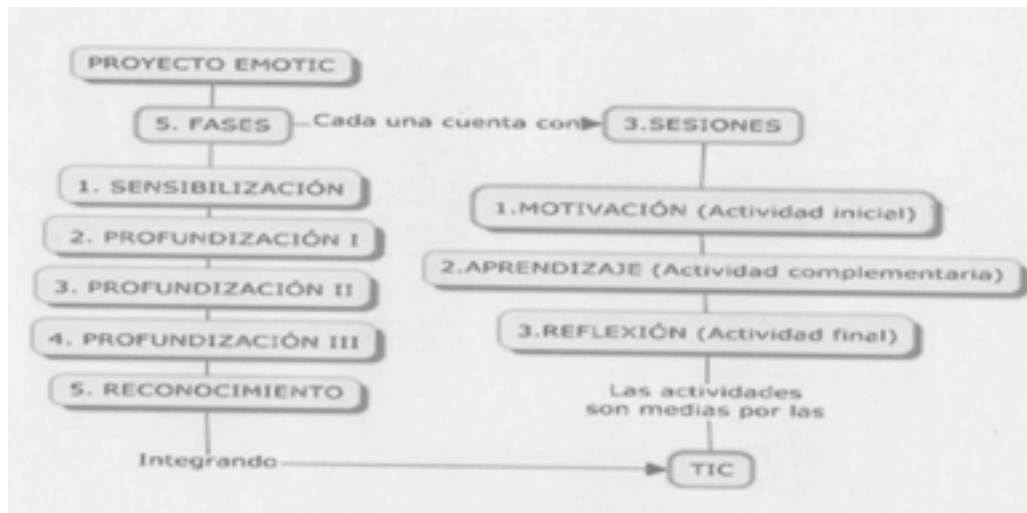 PROYECTO EMOTIC
5. FASES
Cada una cuenta con
3.SESIONES
1. SENSIBILIZACIÓN
2. PROFUNDIZACIÓN I
3. PROFUNDIZACIÓN II
4. PROFUNDIZACIÓN III
5. RECONOCIMIENTO
Integrando
1.MOTIVACIÓN (Actividad inicial)
2.APRENDIZAJE (Actividad complementaria)
3.REFLEXIÓN (Actividad final)
Las actividades
son medias por las
TIC